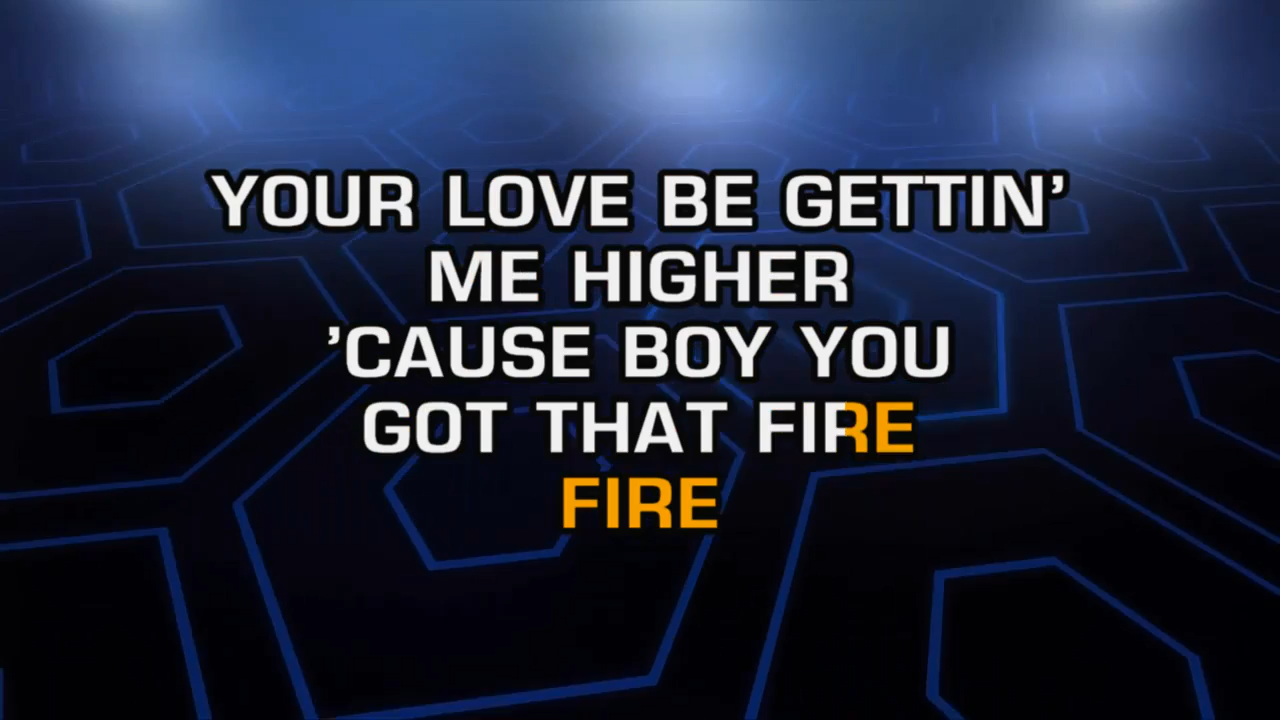 YOUR LOVE BE GETTIN’
ME HIGHER
’CAUSE BOY YOU
GOT THAT FIRE
FIRE